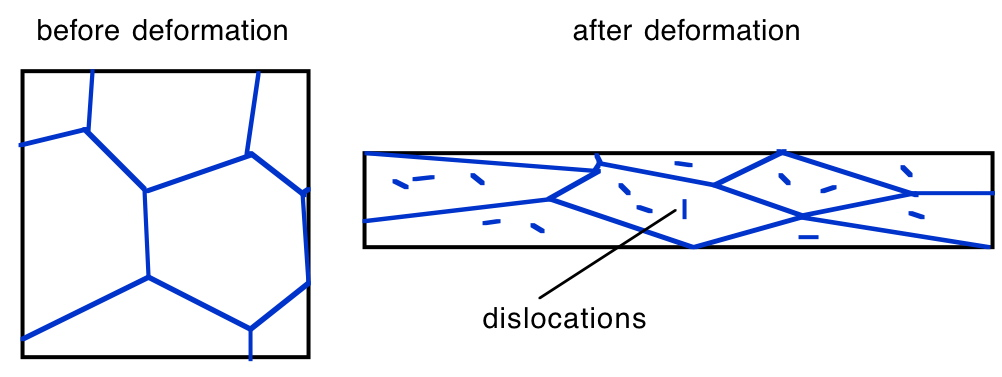 before deformation
after deformation
dislocations